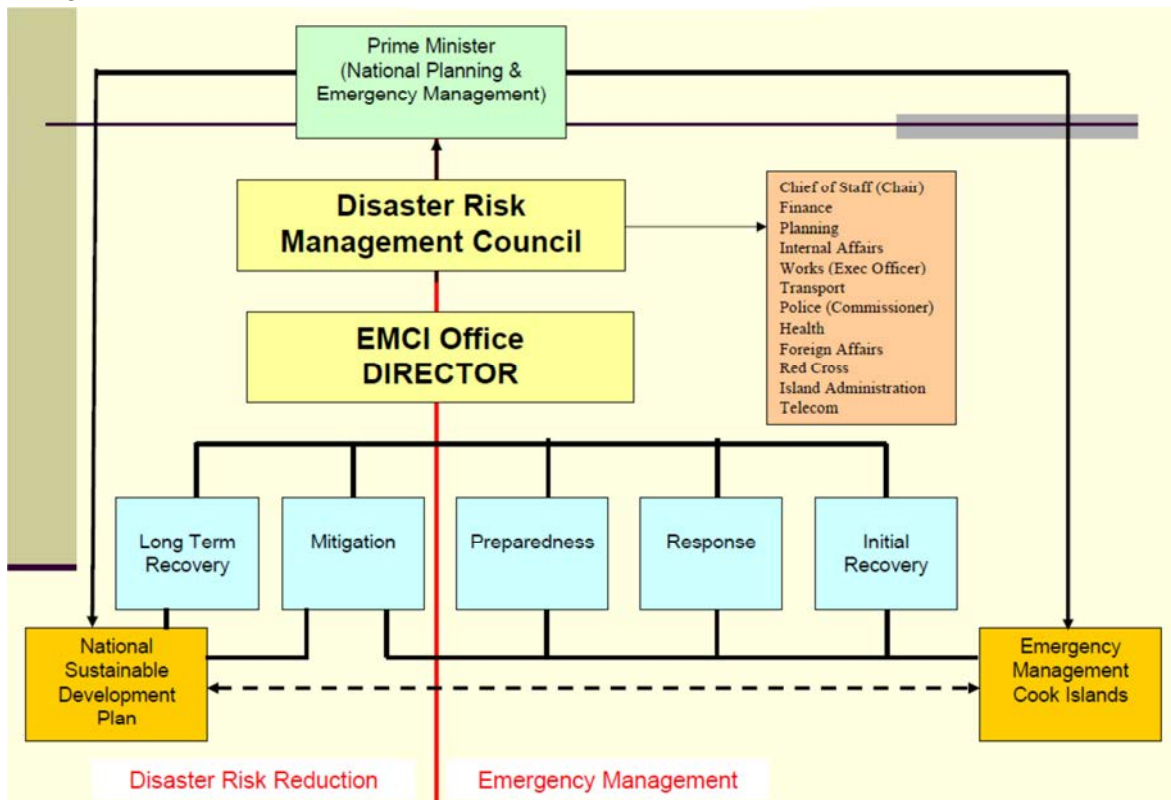 Prime Minister
(National Planning &
Emergency Management)
Disaster Risk
Management Council
Chief of Staff (Chair)
Finance
Planning
Internal Affairs
Works (Exec Officer)
Transport
Police (Commissioner)
Health
Foreign Affairs
Red Cross
Island Administration
Telecom
EMCI Office
DIRECTOR
Long Term
Recovery
Mitigation
Preparedness
Response
Initial
Recovery
National
Sustainable
Development
Plan
Emergency
Management
Cook Islands
Disaster Risk Reduction
Emergency Management